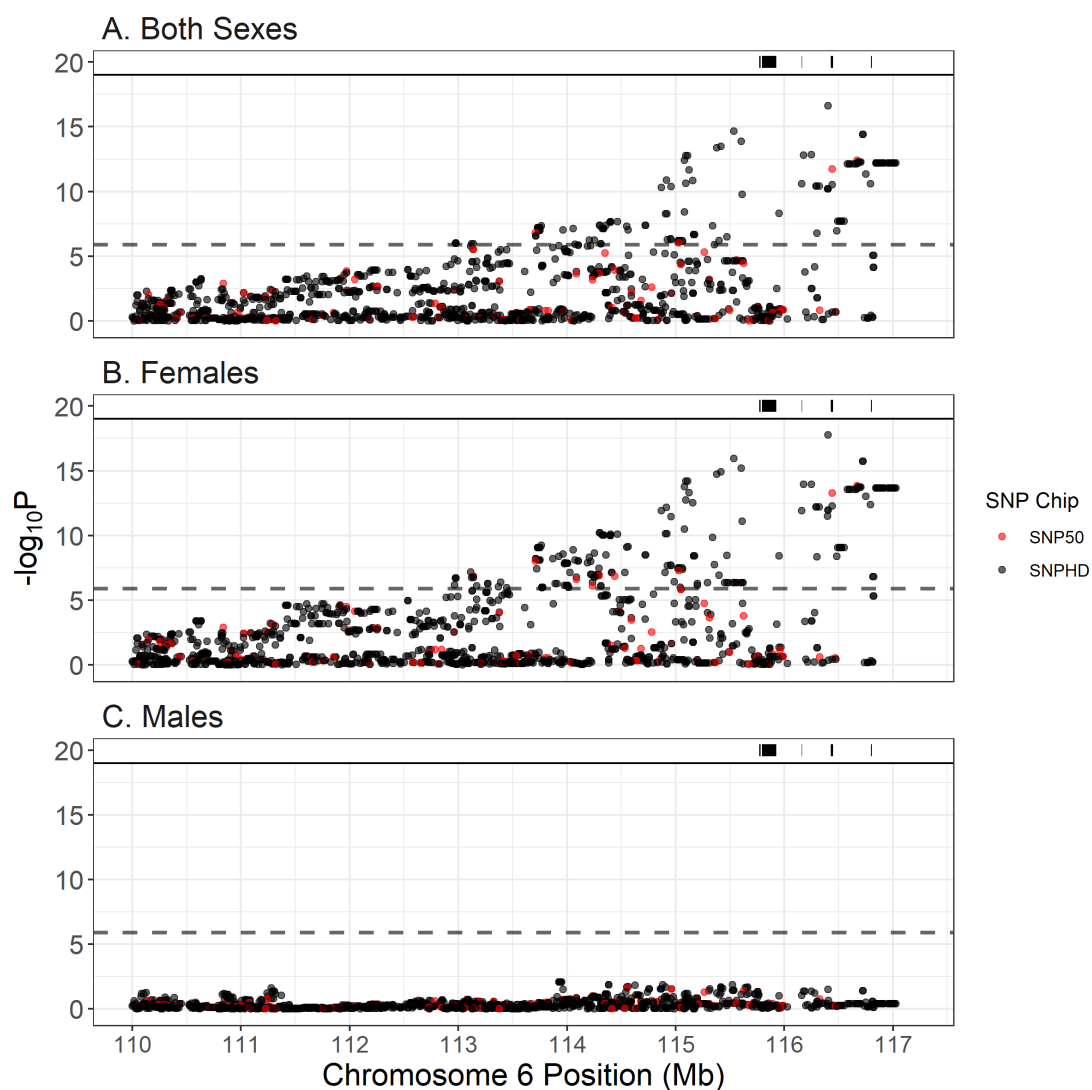 A. Both Sexes
20
15
10
5
0
B. Females
20
15
10
5
0
C. Males
20
15
10
5
0
-log10P
110 111 112 113 114 115 116 117
Chromosome 6 Position (Mb)
SNP Chip
SNP50
SNPHD